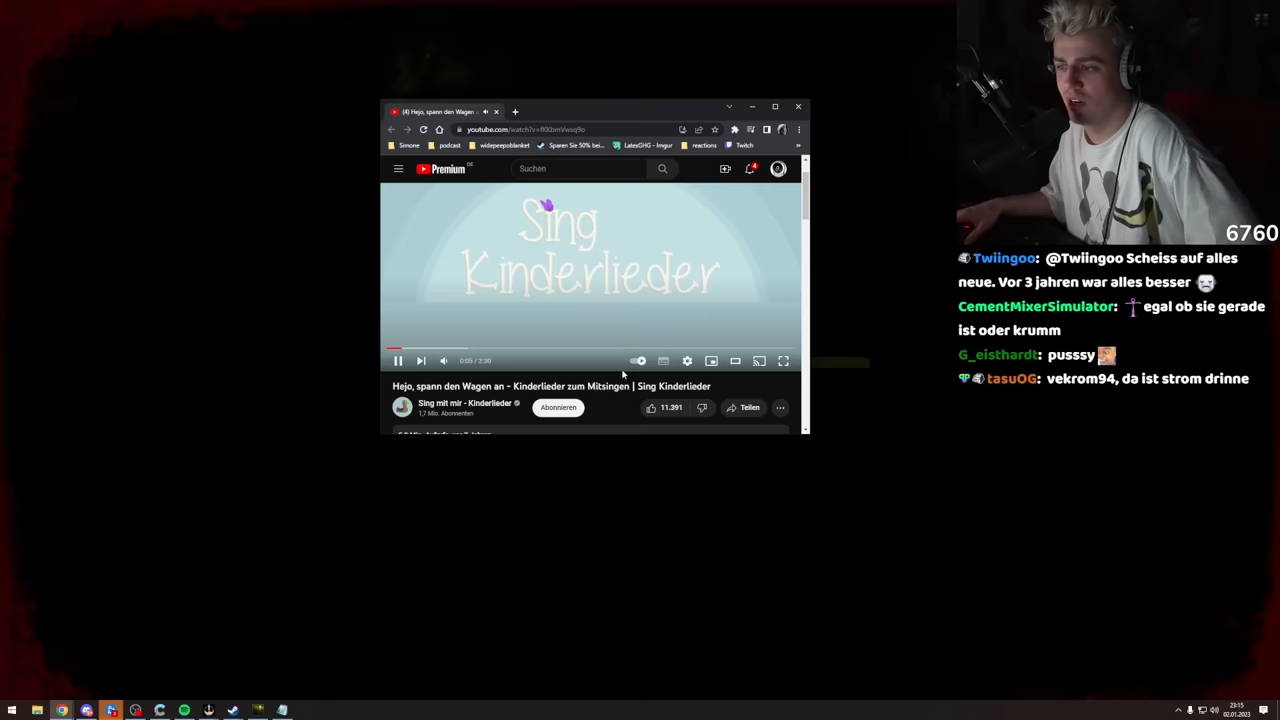 (4) Hejo, spann den Wagen
youtube.com/watch?v=
Simone
podcast
widepeepoblanket
Sparen Sie 50% bei...
LatexGHG - Imgur
reactions
Twitch
Premium DE
Suchen
4
Sing
Kinderlieder
0:05 / 2:30
Hejo, spann den Wagen an - Kinderlieder zum Mitsingen | Sing Kinderlieder
Sing mit mir - Kinderlieder
1,7 Mio. Abonnenten
Abonnieren
11.391
Teilen
6760
Twiingoo: @Twiingoo Scheiss auf alles
neue. Vor 3 jahren war alles besser
CementMixerSimulator: egal ob sie gerade
ist oder krumm
G_eisthardt: pusssy
tasuOG: vekrom94, da ist strom drinne
23:15
02.01.2023